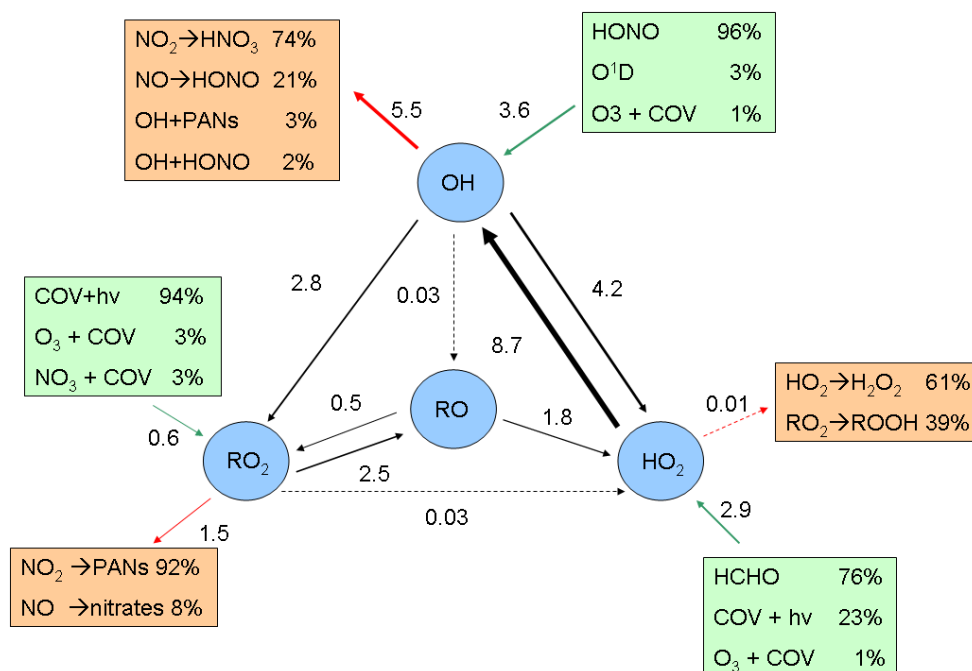 NO₂→HNO₃ 74%
NO→HONO 21%
OH+PANs 3%
OH+HONO 2%
HONO 96%
O¹D 3%
O3 + COV 1%
5.5
3.6
OH
COV+hv 94%
O₃ + COV 3%
NO₃ + COV 3%
2.8
0.03
4.2
8.7
HO₂→H₂O₂ 61%
RO₂→ROOH 39%
0.01
0.5
RO
1.8
0.6
RO₂
HO₂
2.5
0.03
2.9
1.5
NO₂ →PANs 92%
NO →nitrates 8%
HCHO 76%
COV + hv 23%
O₃ + COV 1%